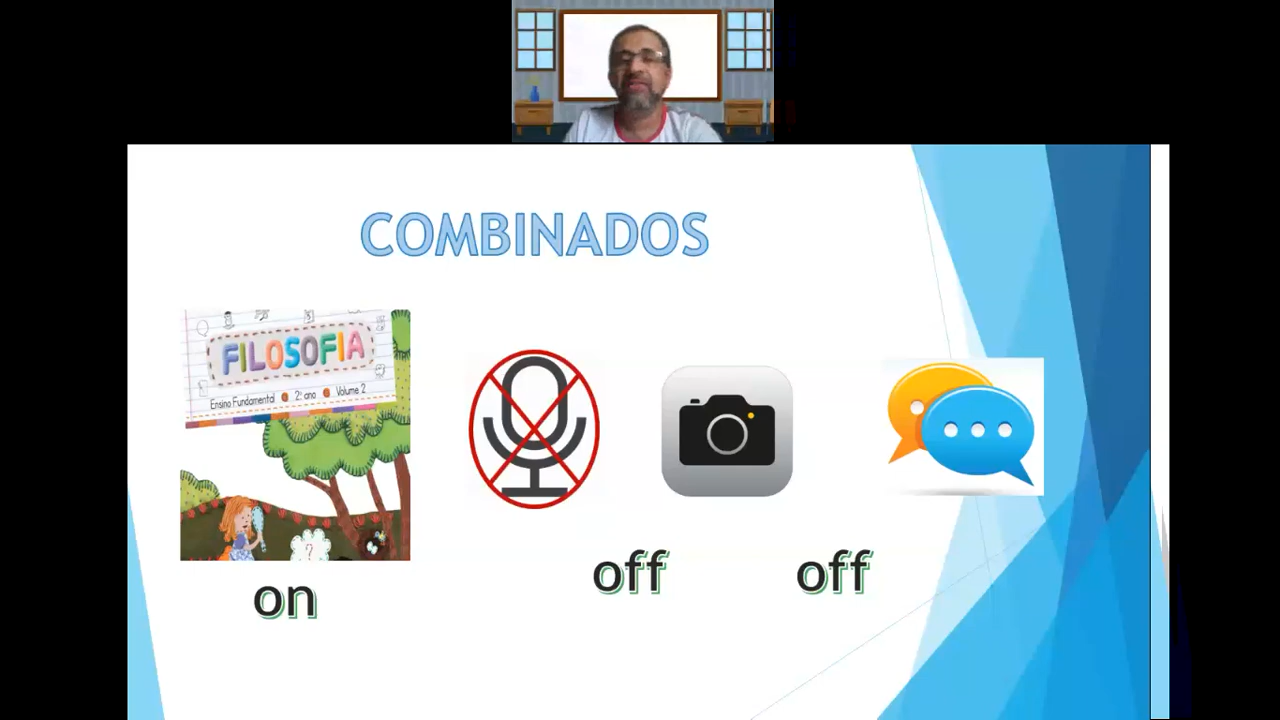 COMBINADOS
FILOSOFIA
Ensino Fundamental 2º ano Volume 2
?
on
off
off